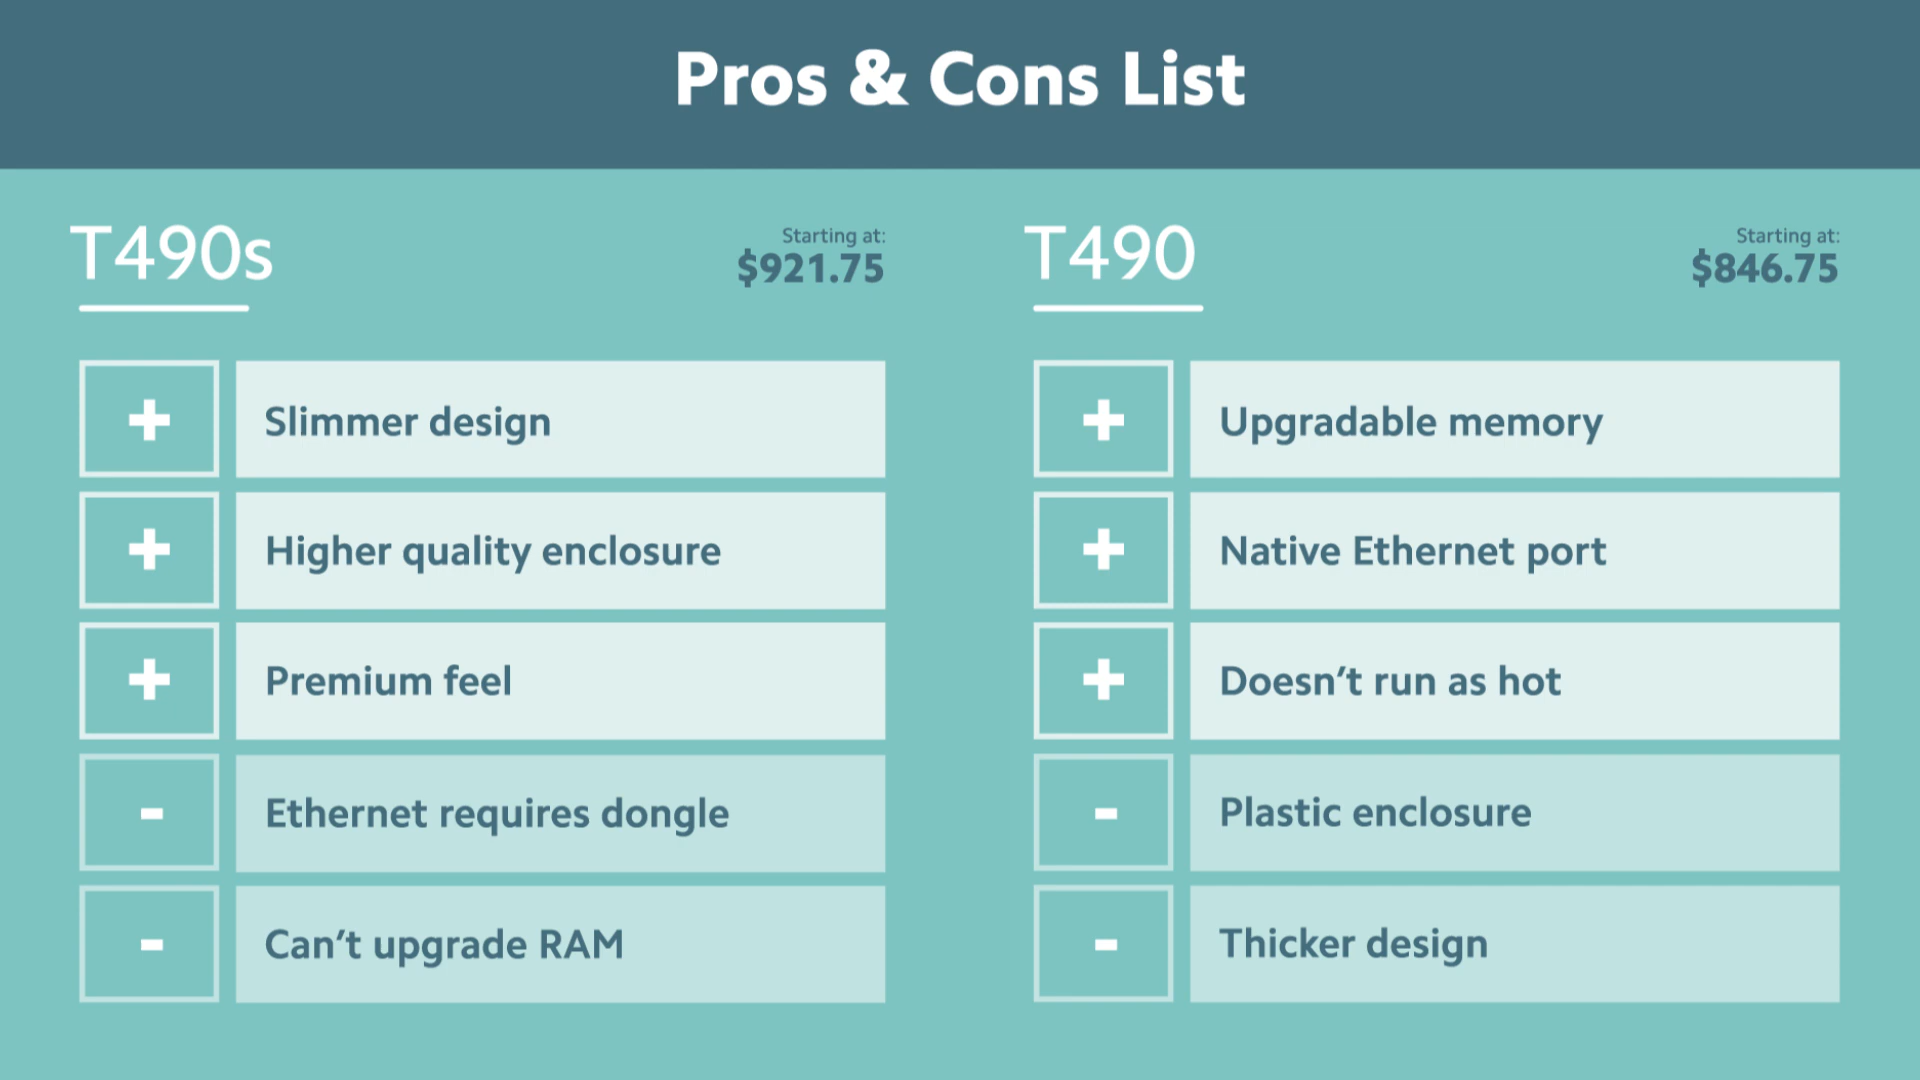 Pros & Cons List
T490s
Starting at:
$921.75
+
Slimmer design
+
Higher quality enclosure
+
Premium feel
-
Ethernet requires dongle
-
Can’t upgrade RAM
T490
Starting at:
$846.75
+
Upgradable memory
+
Native Ethernet port
+
Doesn’t run as hot
-
Plastic enclosure
-
Thicker design